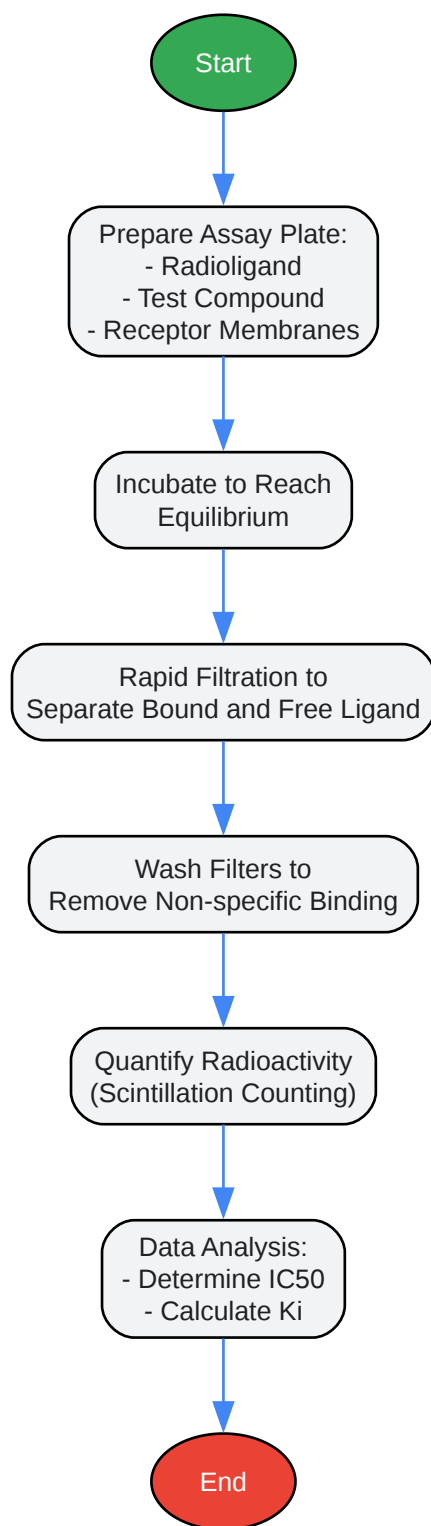 Start
Prepare Assay Plate:
- Radioligand
- Test Compound
- Receptor Membranes
Incubate to Reach
Equilibrium
Rapid Filtration to
Separate Bound and Free Ligand
Wash Filters to
Remove Non-specific Binding
Quantify Radioactivity
(Scintillation Counting)
Data Analysis:
- Determine IC50
- Calculate Ki
End